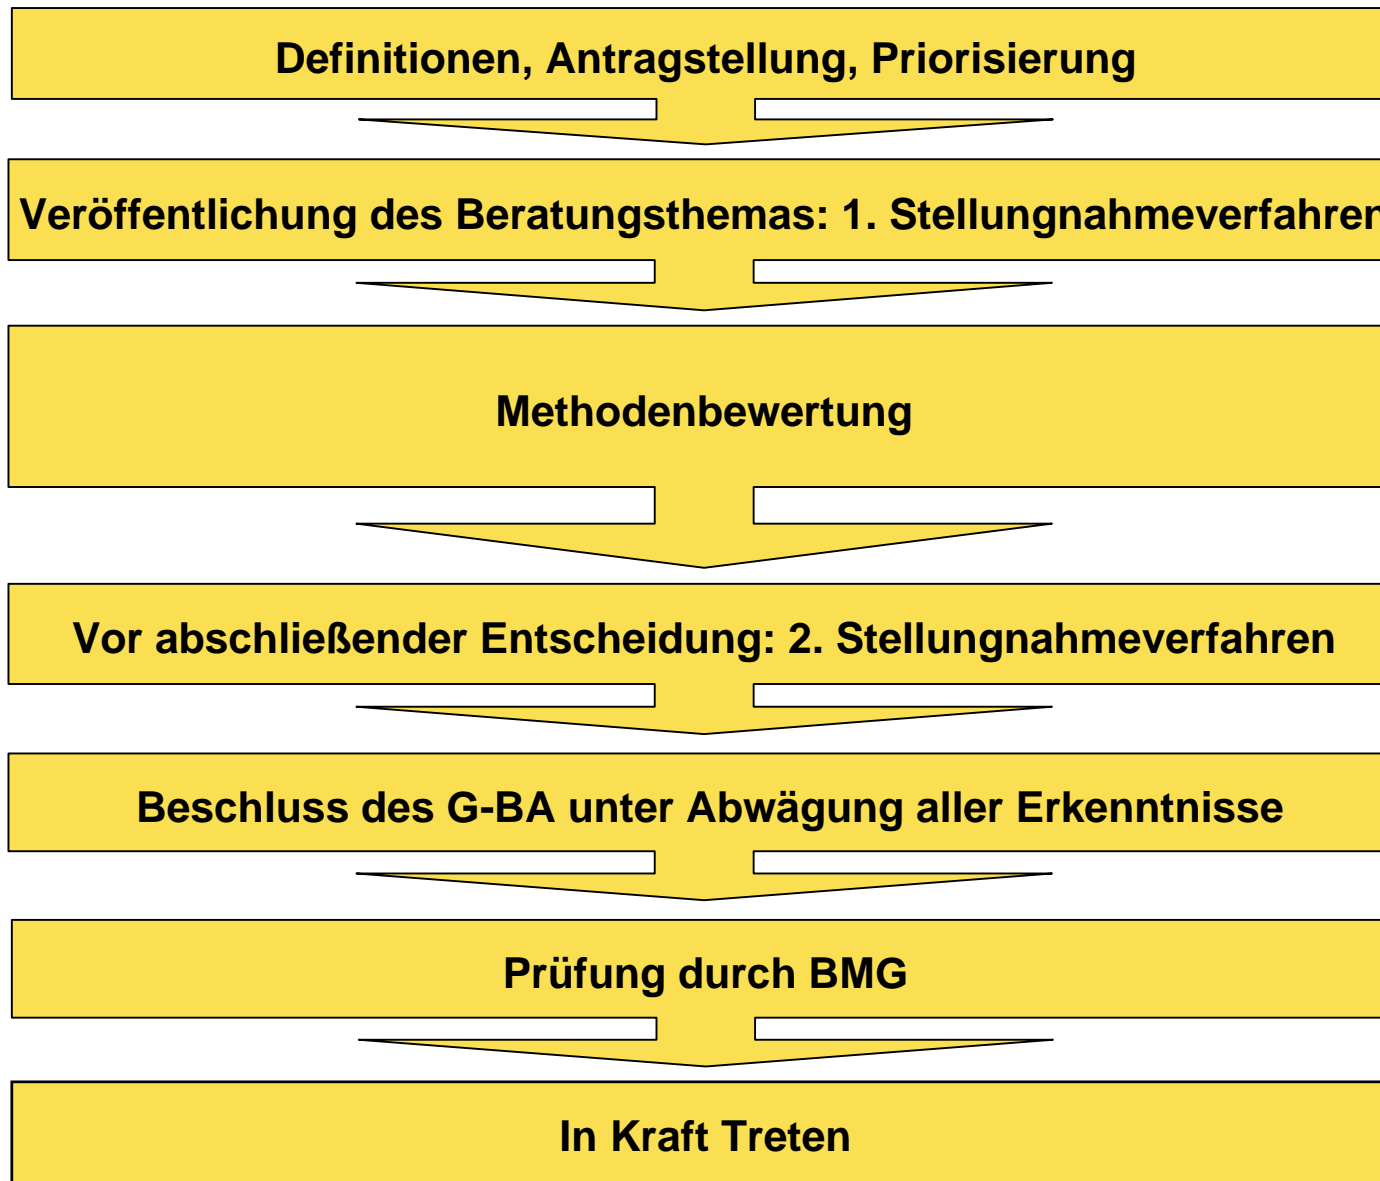 Definitionen, Antragstellung, Priorisierung
Veröffentlichung des Beratungsthemas: 1. Stellungnahmeverfahren
Methodenbewertung
Vor abschließender Entscheidung: 2. Stellungnahmeverfahren
Beschluss des G-BA unter Abwägung aller Erkenntnisse
Prüfung durch BMG
In Kraft Treten